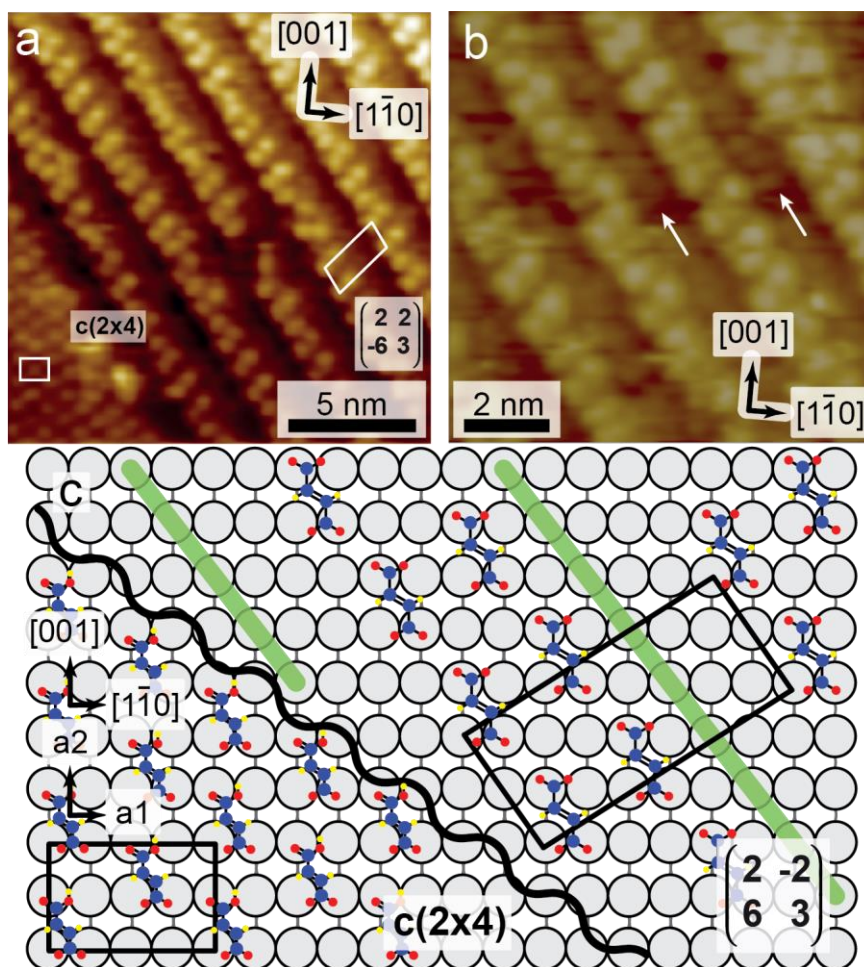 a
[001]
[11̄0]
c(2x4)
2 2
-6 3
5 nm
b
[001]
[11̄0]
2 nm
C
[001]
[11̄0]
a2
a1
c(2x4)
2 -2
6 3